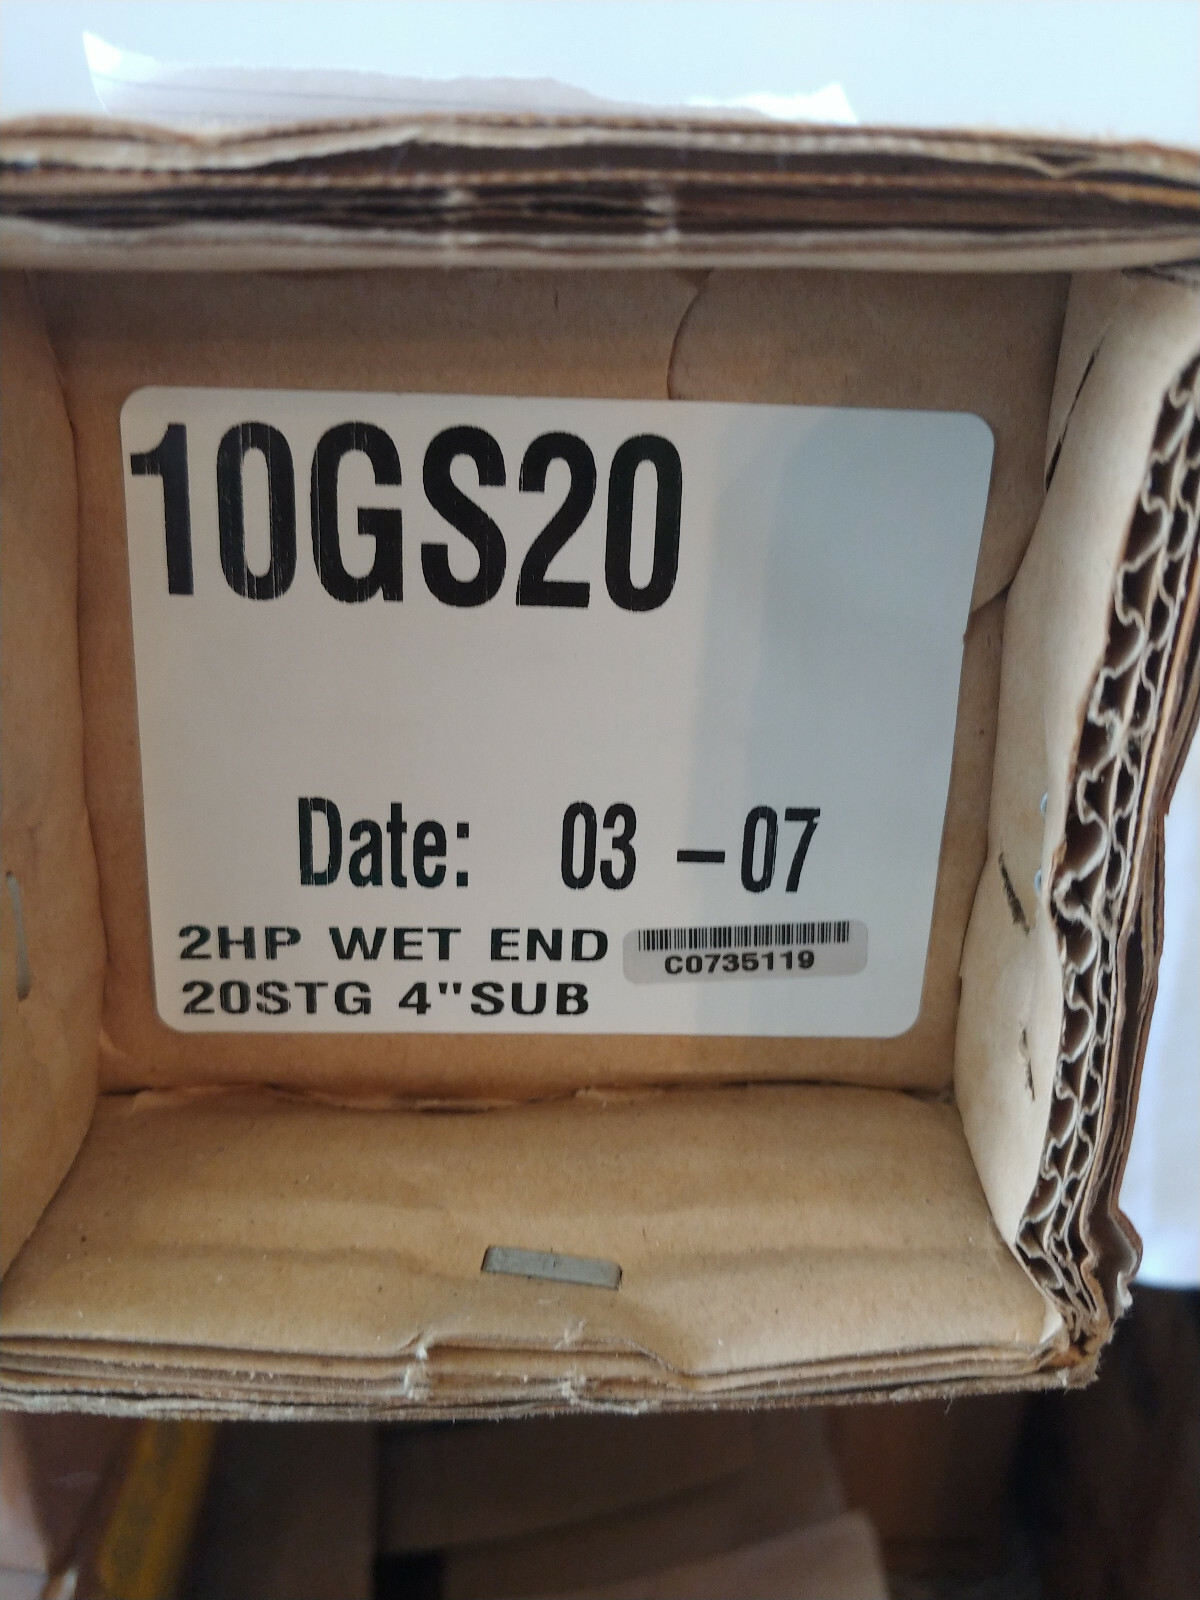 10GS20
Date: 03 -07
2HP WET END
20STG 4"SUB
C0735119